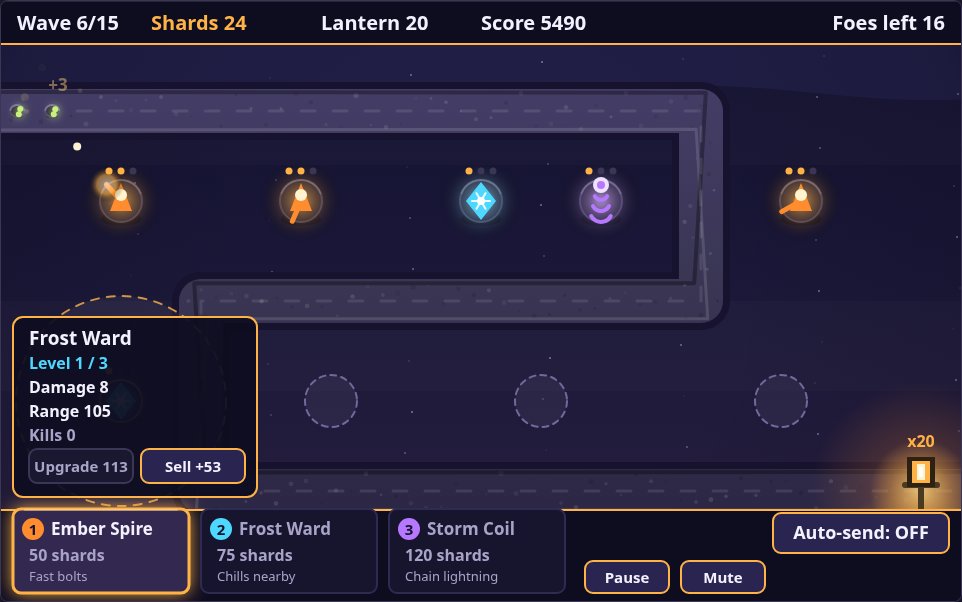 Wave 6/15 Shards 24 Lantern 20 Score 5490 Foes left 16
+3
Frost Ward
Level 1 / 3
Damage 8
Range 105
Kills 0
Upgrade 113 Sell +53
x20
1 Ember Spire
50 shards
Fast bolts
2 Frost Ward
75 shards
Chills nearby
3 Storm Coil
120 shards
Chain lightning
Pause Mute
Auto-send: OFF